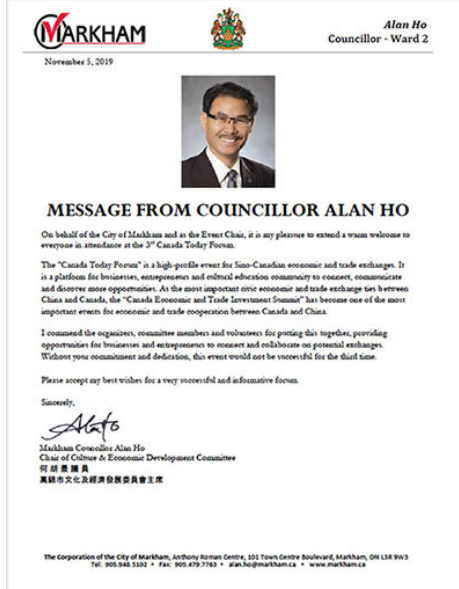 MARKHAM
Alan Ho
Councillor - Ward 2
November 5, 2019
MESSAGE FROM COUNCILLOR ALAN HO
On behalf of the City of Markham and as the Event Chair, it is my pleasure to extend a warm welcome to
everyone in attendance at the 3rd Canada Today Forum.
The "Canada Today Forum" is a high-profile event for Sino-Canadian economic and trade exchanges. It
is a platform for businesses, entrepreneurs and cultural education community to connect, communicate
and discover more opportunities. As the most important civic economic and trade exchange ties between
China and Canada, the "Canada Economic and Trade Investment Summit" has become one of the most
important events for economic and trade cooperation between Canada and China.
I commend the organizers, committee members and volunteers for putting this together, providing
opportunities for businesses and entrepreneurs to connect and collaborate on potential exchanges.
Without your commitment and dedication, this event would not be successful for the third time.
Please accept my best wishes for a very successful and informative forum.
Sincerely,
Markham Councillor Alan Ho
Chair of Culture & Economic Development Committee
何胡景議員
萬錦市文化及經濟發展委員會主席
The Corporation of the City of Markham, Anthony Roman Centre, 101 Town Centre Boulevard, Markham, ON L3R 9W3
Tel: 905.948.5102 • Fax: 905.479.7763 • alan.ho@markham.ca • www.markham.ca